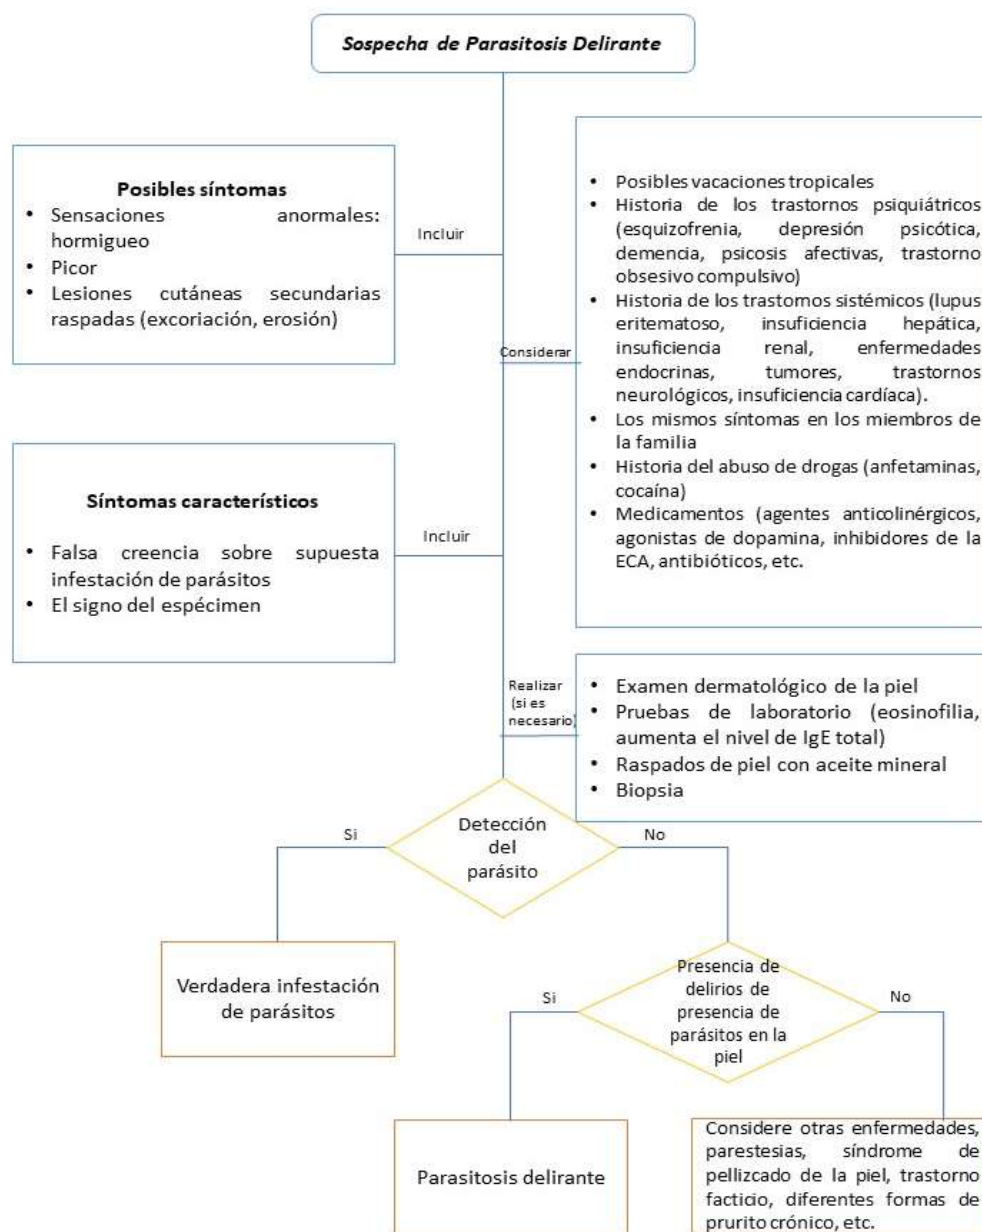 Sospecha de Parasitosis Delirante
Posibles síntomas
• Sensaciones anormales:
hormigueo
• Picor
• Lesiones cutáneas secundarias
raspadas (excoriación, erosión)
Incluir
• Posibles vacaciones tropicales
• Historia de los trastornos psiquiátricos
(esquizofrenia, depresión psicótica,
demencia, psicosis afectivas, trastorno
obsesivo compulsivo)
• Historia de los trastornos sistémicos (lupus
eritematoso, insuficiencia hepática,
insuficiencia renal, enfermedades
endocrinas, tumores, trastornos
neurológicos, insuficiencia cardíaca).
• Los mismos síntomas en los miembros de
la familia
• Historia del abuso de drogas (anfetaminas,
cocaína)
• Medicamentos (agentes anticolinérgicos,
agonistas de dopamina, inhibidores de la
ECA, antibióticos, etc.
Considerar
Síntomas característicos
• Falsa creencia sobre supuesta
infestación de parásitos
• El signo del espécimen
Incluir
Realizar
(si es
necesario)
• Examen dermatológico de la piel
• Pruebas de laboratorio (eosinofilia,
aumenta el nivel de IgE total)
• Raspados de piel con aceite mineral
• Biopsia
Detección
del
parásito
Si
No
Verdadera infestación
de parásitos
Presencia de
delirios de
presencia de
parásitos en la
piel
Si
No
Parasitosis delirante
Considere otras enfermedades,
parestesias, síndrome de
pellizcado de la piel, trastorno
facticio, diferentes formas de
prurito crónico, etc.